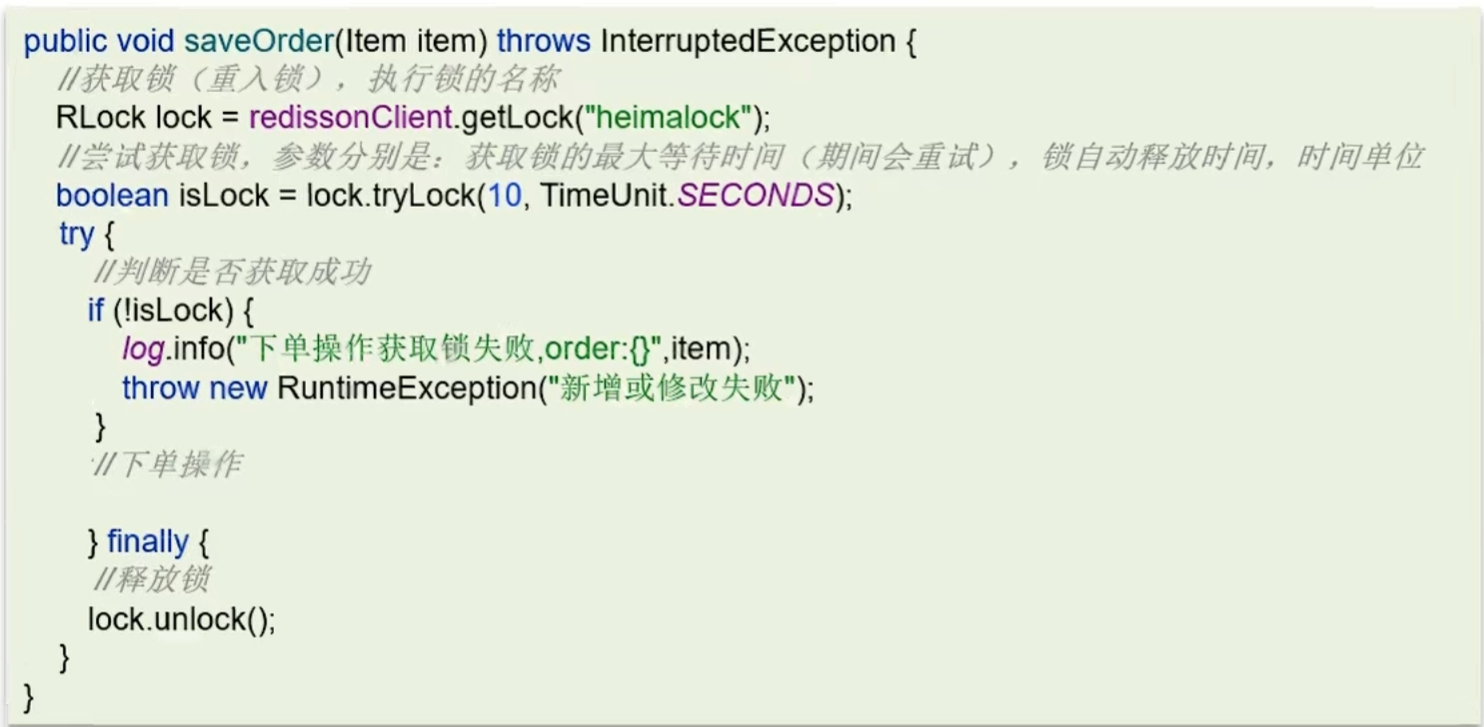 public void saveOrder(Item item) throws InterruptedException {
//获取锁（重入锁），执行锁的名称
RLock lock = redissonClient.getLock("heimalock");
//尝试获取锁，参数分别是：获取锁的最大等待时间（期间会重试），锁自动释放时间，时间单位
boolean isLock = lock.tryLock(10, TimeUnit.SECONDS);
try {
//判断是否获取成功
if (!isLock) {
log.info("下单操作获取锁失败,order:{}",item);
throw new RuntimeException("新增或修改失败");
}
//下单操作
} finally {
//释放锁
lock.unlock();
}
}